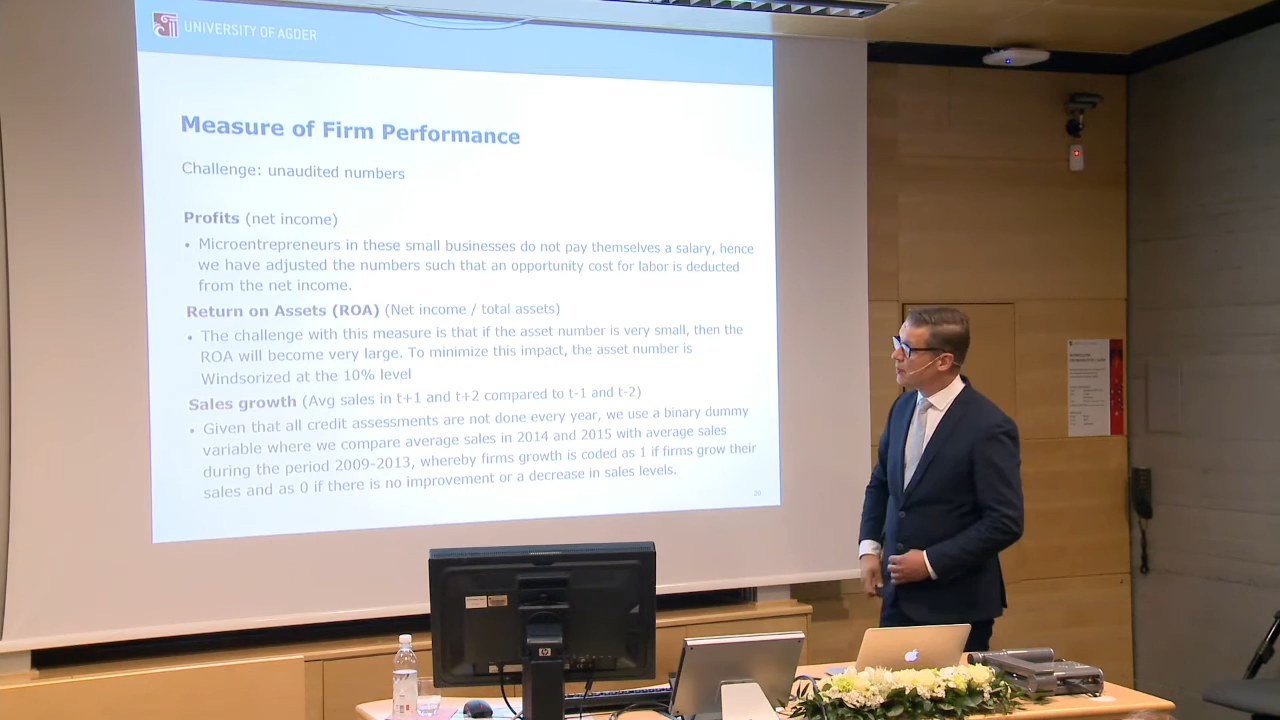 UNIVERSITY OF AGDER
Measure of Firm Performance
Challenge: unaudited numbers
Profits (net income)
• Microentrepreneurs in these small businesses do not pay themselves a salary, hence
we have adjusted the numbers such that an opportunity cost for labor is deducted
from the net income.
Return on Assets (ROA) (Net income / total assets)
• The challenge with this measure is that if the asset number is very small, then the
ROA will become very large. To minimize this impact, the asset number is
Windsorized at the 10% level
Sales growth (Avg sales in t+1 and t+2 compared to t-1 and t-2)
• Given that all credit assessments are not done every year, we use a binary dummy
variable where we compare average sales in 2014 and 2015 with average sales
during the period 2009-2013, whereby firms growth is coded as 1 if firms grow their
sales and as 0 if there is no improvement or a decrease in sales levels.
20
hp